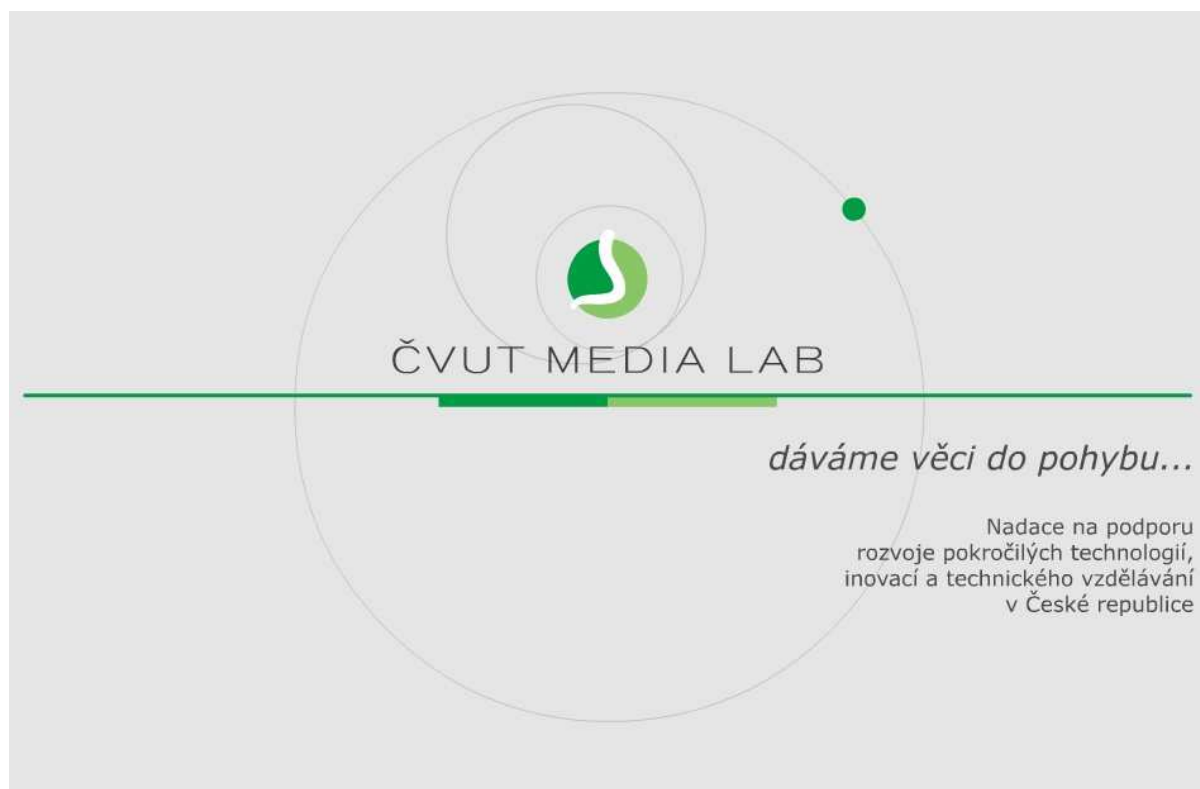 ČVUT MEDIA LAB
dáváme věci do pohybu...
Nadace na podporu
rozvoje pokročilých technologií,
inovací a technického vzdělávání
v České republice